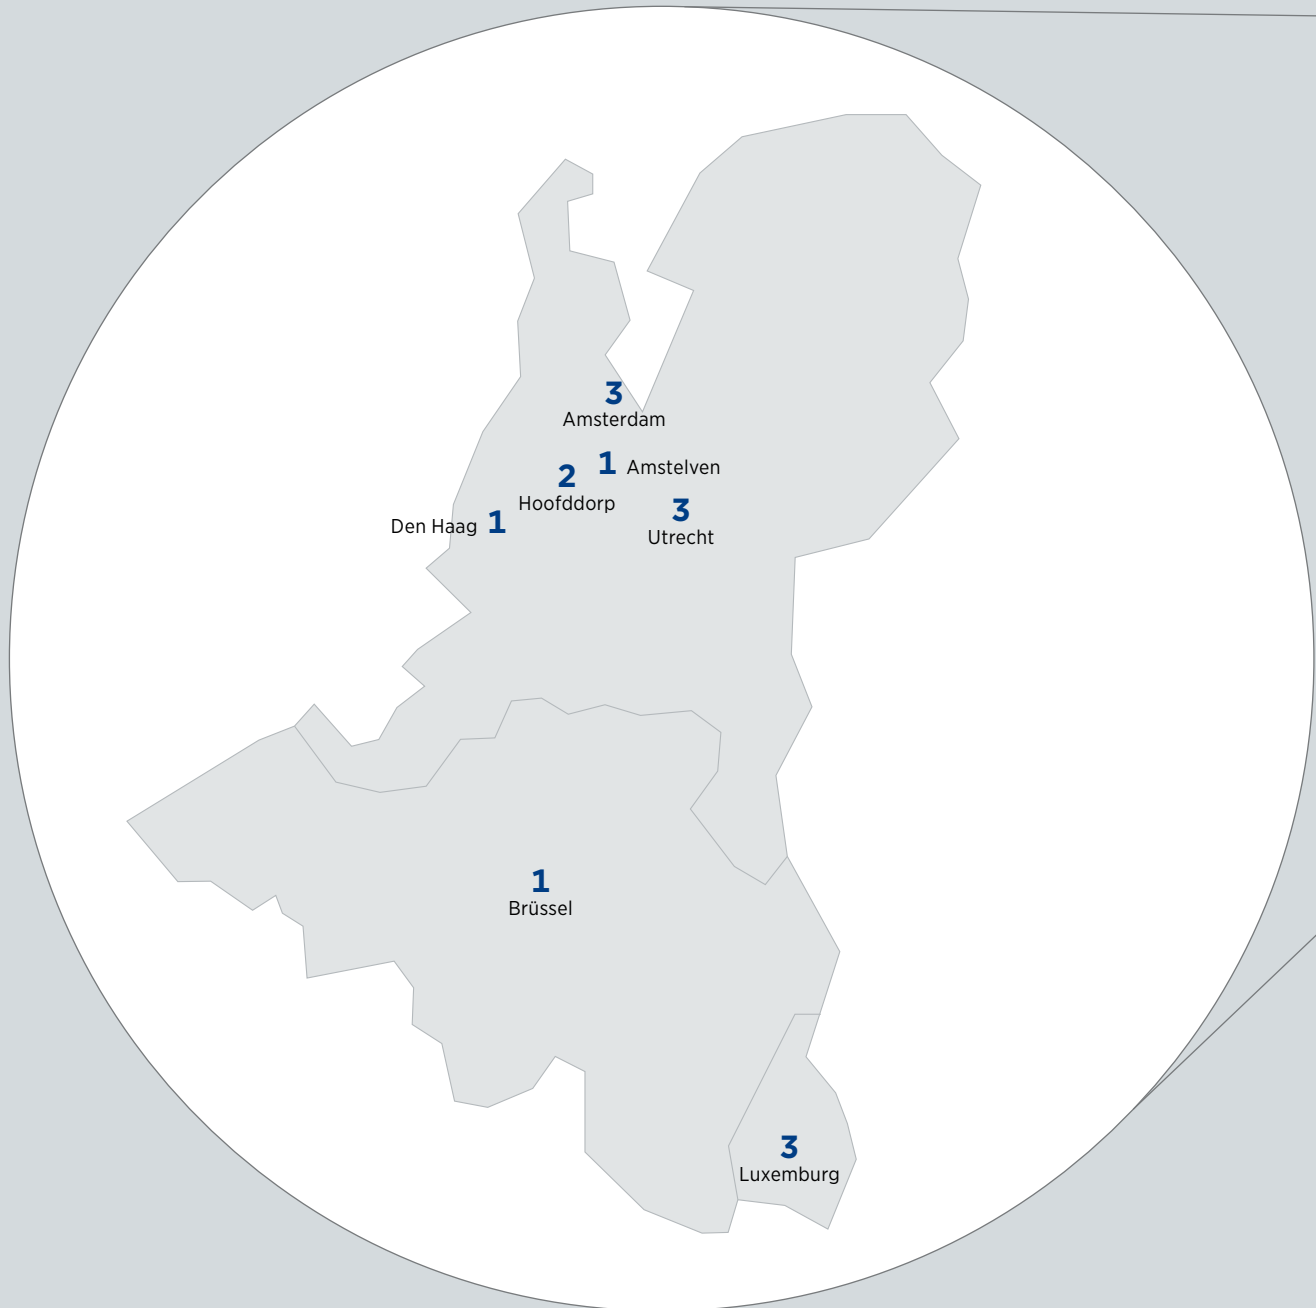 3
Amsterdam
1 Amstelven
2
Hoofddorp
3
Utrecht
Den Haag 1
1
Brüssel
3
Luxemburg